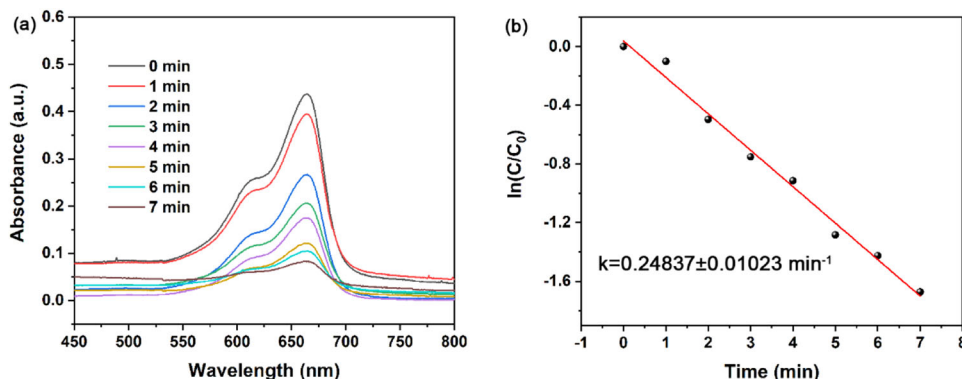 (a)
0.6
0.5
0.4
0.3
0.2
0.1
0.0
Absorbance (a.u.)
0 min
1 min
2 min
3 min
4 min
5 min
6 min
7 min
450 500 550 600 650 700 750 800
Wavelength (nm)
(b)
0.0
-0.4
-0.8
-1.2
-1.6
ln(C/C₀)
k=0.24837±0.01023 min⁻¹
-1 0 1 2 3 4 5 6 7 8
Time (min)